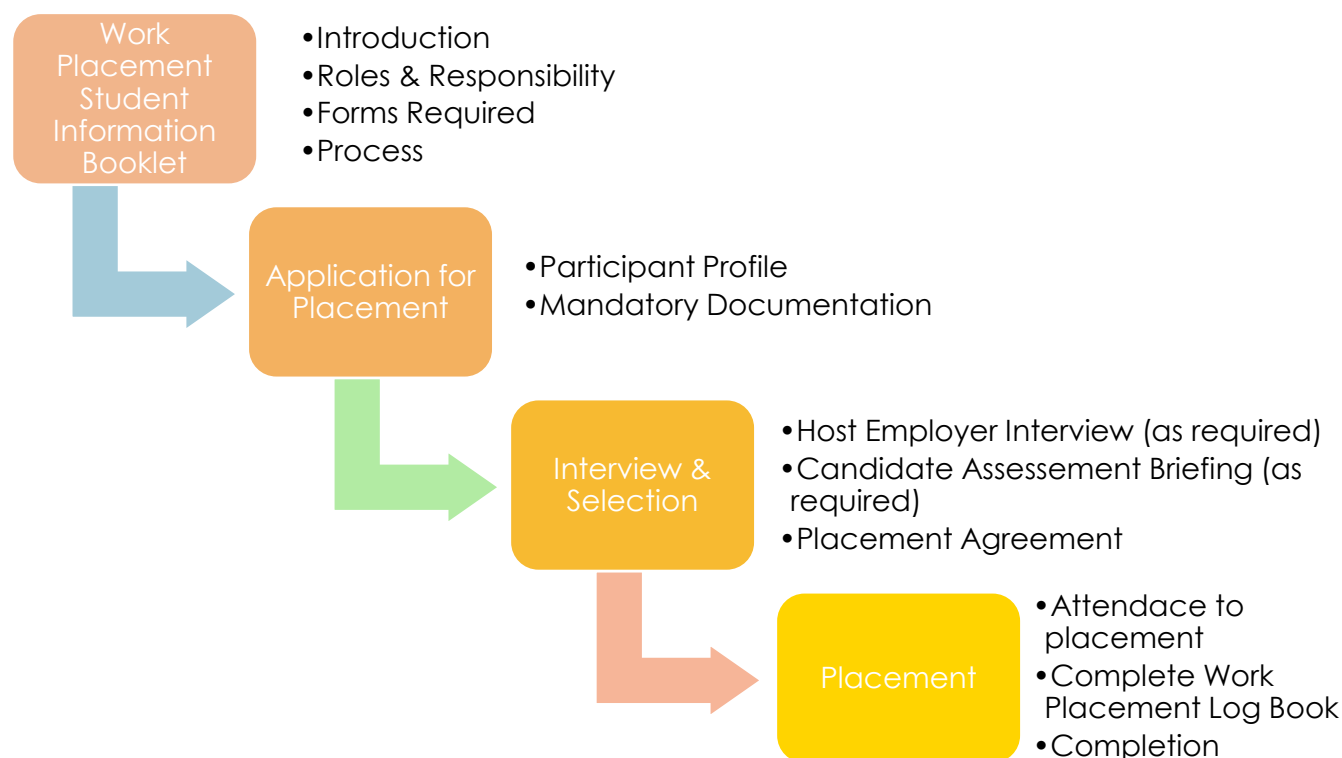 Work
Placement
Student
Information
Booklet
•Introduction
•Roles & Responsibility
•Forms Required
•Process
Application for
Placement
•Participant Profile
•Mandatory Documentation
Interview &
Selection
•Host Employer Interview (as required)
•Candidate Assessement Briefing (as
required)
•Placement Agreement
Placement
•Attendace to
placement
•Complete Work
Placement Log Book
•Completion